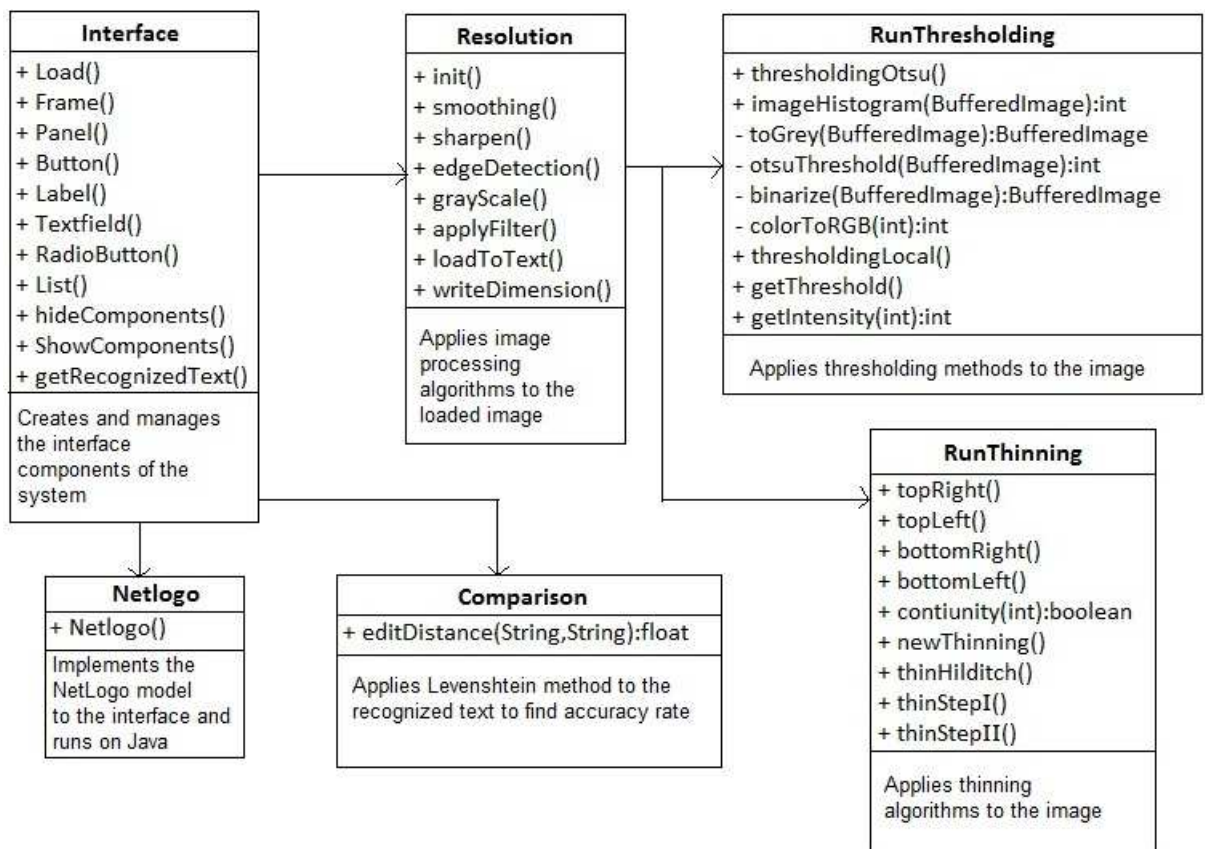 Interface
+ Load()
+ Frame()
+ Panel()
+ Button()
+ Label()
+ Textfield()
+ RadioButton()
+ List()
+ hideComponents()
+ ShowComponents()
+ getRecognizedText()
Creates and manages
the interface
components of the
system
Resolution
+ init()
+ smoothing()
+ sharpen()
+ edgeDetection()
+ grayScale()
+ applyFilter()
+ loadToText()
+ writeDimension()
Applies image
processing
algorithms to the
loaded image
RunThresholding
+ thresholdingOtsu()
+ imageHistogram(BufferedImage):int
- toGrey(BufferedImage):BufferedImage
- otsuThreshold(BufferedImage):int
- binarize(BufferedImage):BufferedImage
- colorToRGB(int):int
+ thresholdingLocal()
+ getThreshold()
+ getIntensity(int):int
Applies thresholding methods to the image
Netlogo
+ Netlogo()
Implements the
NetLogo model
to the interface and
runs on Java
Comparison
+ editDistance(String,String):float
Applies Levenshtein method to the
recognized text to find accuracy rate
RunThinning
+ topRight()
+ topLeft()
+ bottomRight()
+ bottomLeft()
+ contiunity(int):boolean
+ newThinning()
+ thinHilditch()
+ thinStepI()
+ thinStepII()
Applies thinning
algorithms to the image